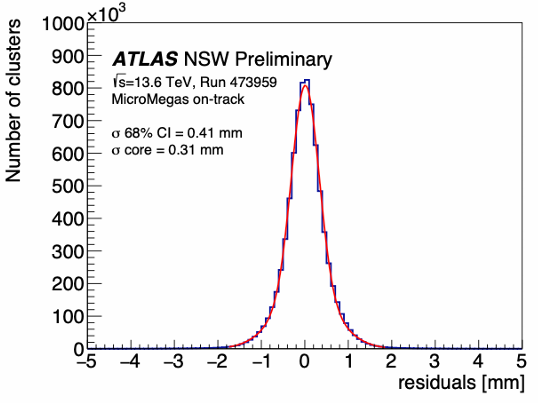 ×10³
1000
900
800
700
600
500
400
300
200
100
0
Number of clusters
ATLAS NSW Preliminary
√s=13.6 TeV, Run 473959
MicroMegas on-track
σ 68% CI = 0.41 mm
σ core = 0.31 mm
−5 −4 −3 −2 −1 0 1 2 3 4 5
residuals [mm]